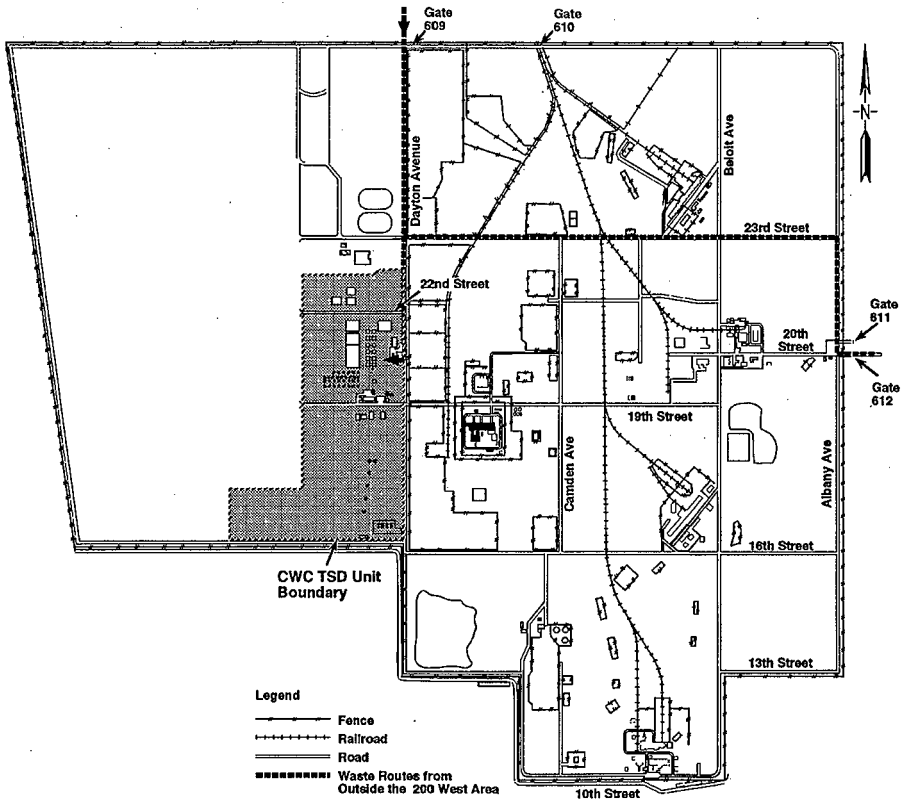 Gate
609
Gate
610
N
Dayton Avenue
Beloit Ave
23rd Street
22nd Street
Gate
611
20th
Street
Gate
612
19th Street
Camden Ave
Albany Ave
16th Street
CWC TSD Unit
Boundary
13th Street
Legend
Fence
Railroad
Road
Waste Routes from
Outside the 200 West Area
10th Street